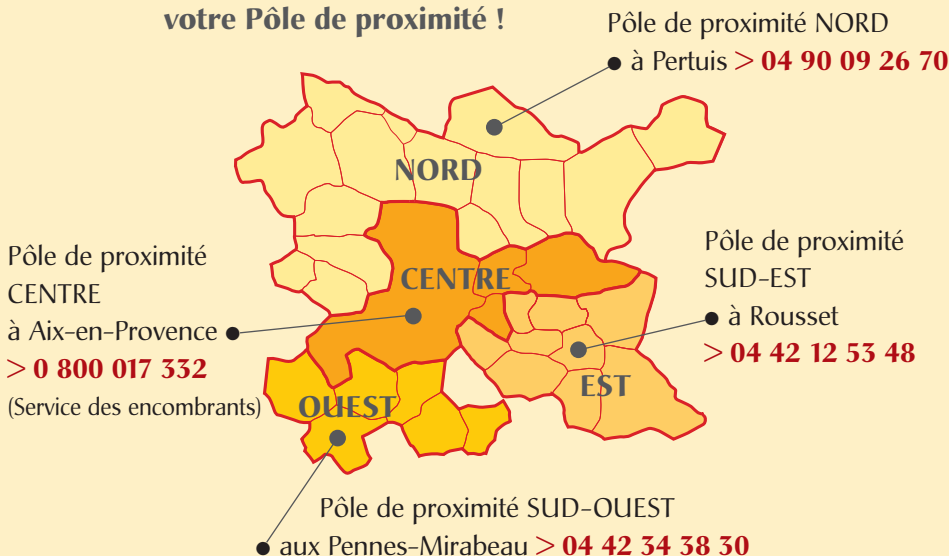 votre Pôle de proximité !
Pôle de proximité NORD
à Pertuis > 04 90 09 26 70
NORD
Pôle de proximité
CENTRE
à Aix-en-Provence
> 0 800 017 332
(Service des encombrants)
CENTRE
Pôle de proximité
SUD-EST
à Rousset
> 04 42 12 53 48
EST
OUEST
Pôle de proximité SUD-OUEST
aux Pennes-Mirabeau > 04 42 34 38 30